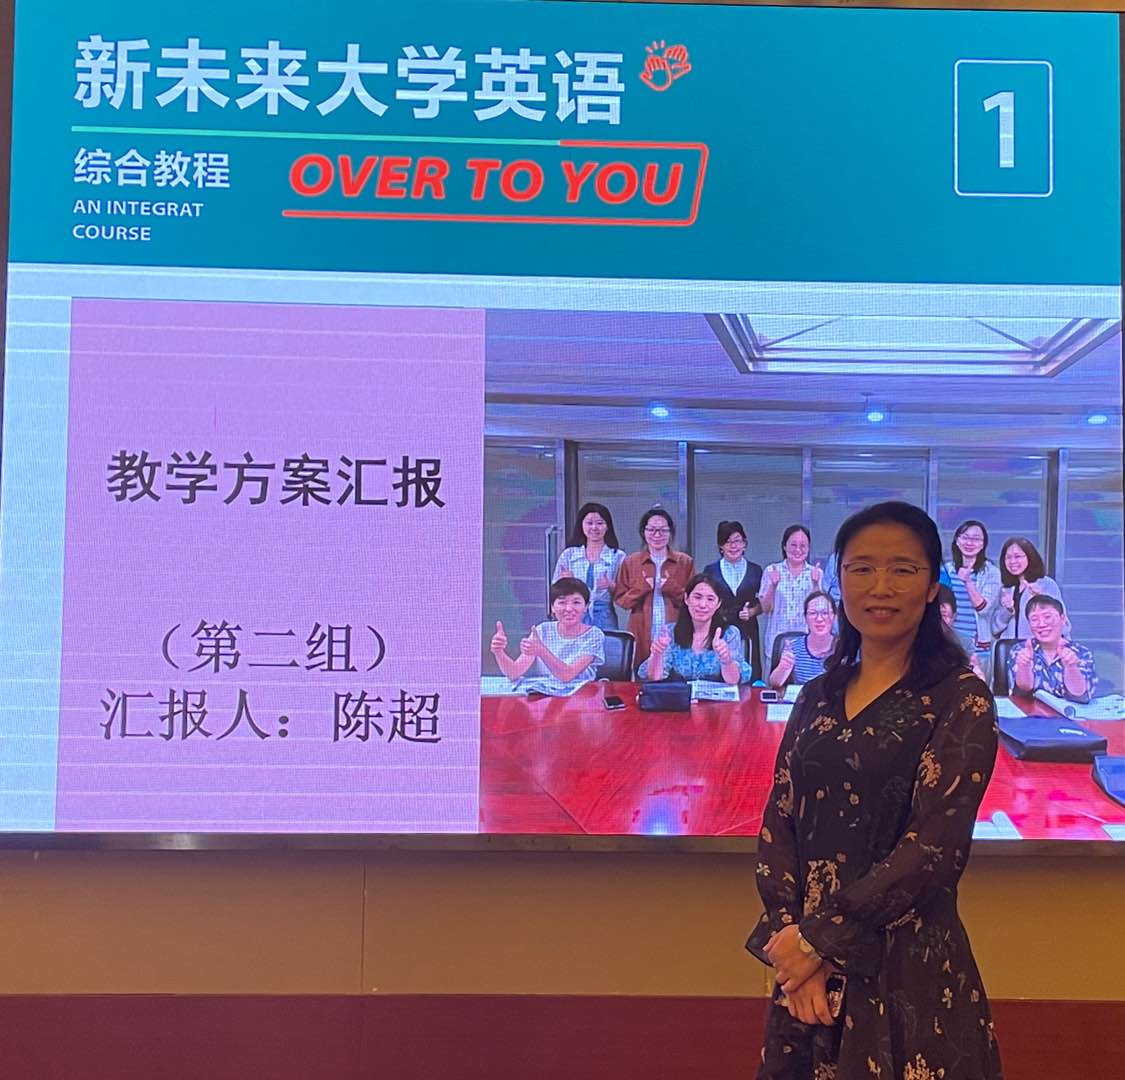 新未来大学英语
1
综合教程
OVER TO YOU
AN INTEGRAT
COURSE
教学方案汇报
（第二组）
汇报人：陈超